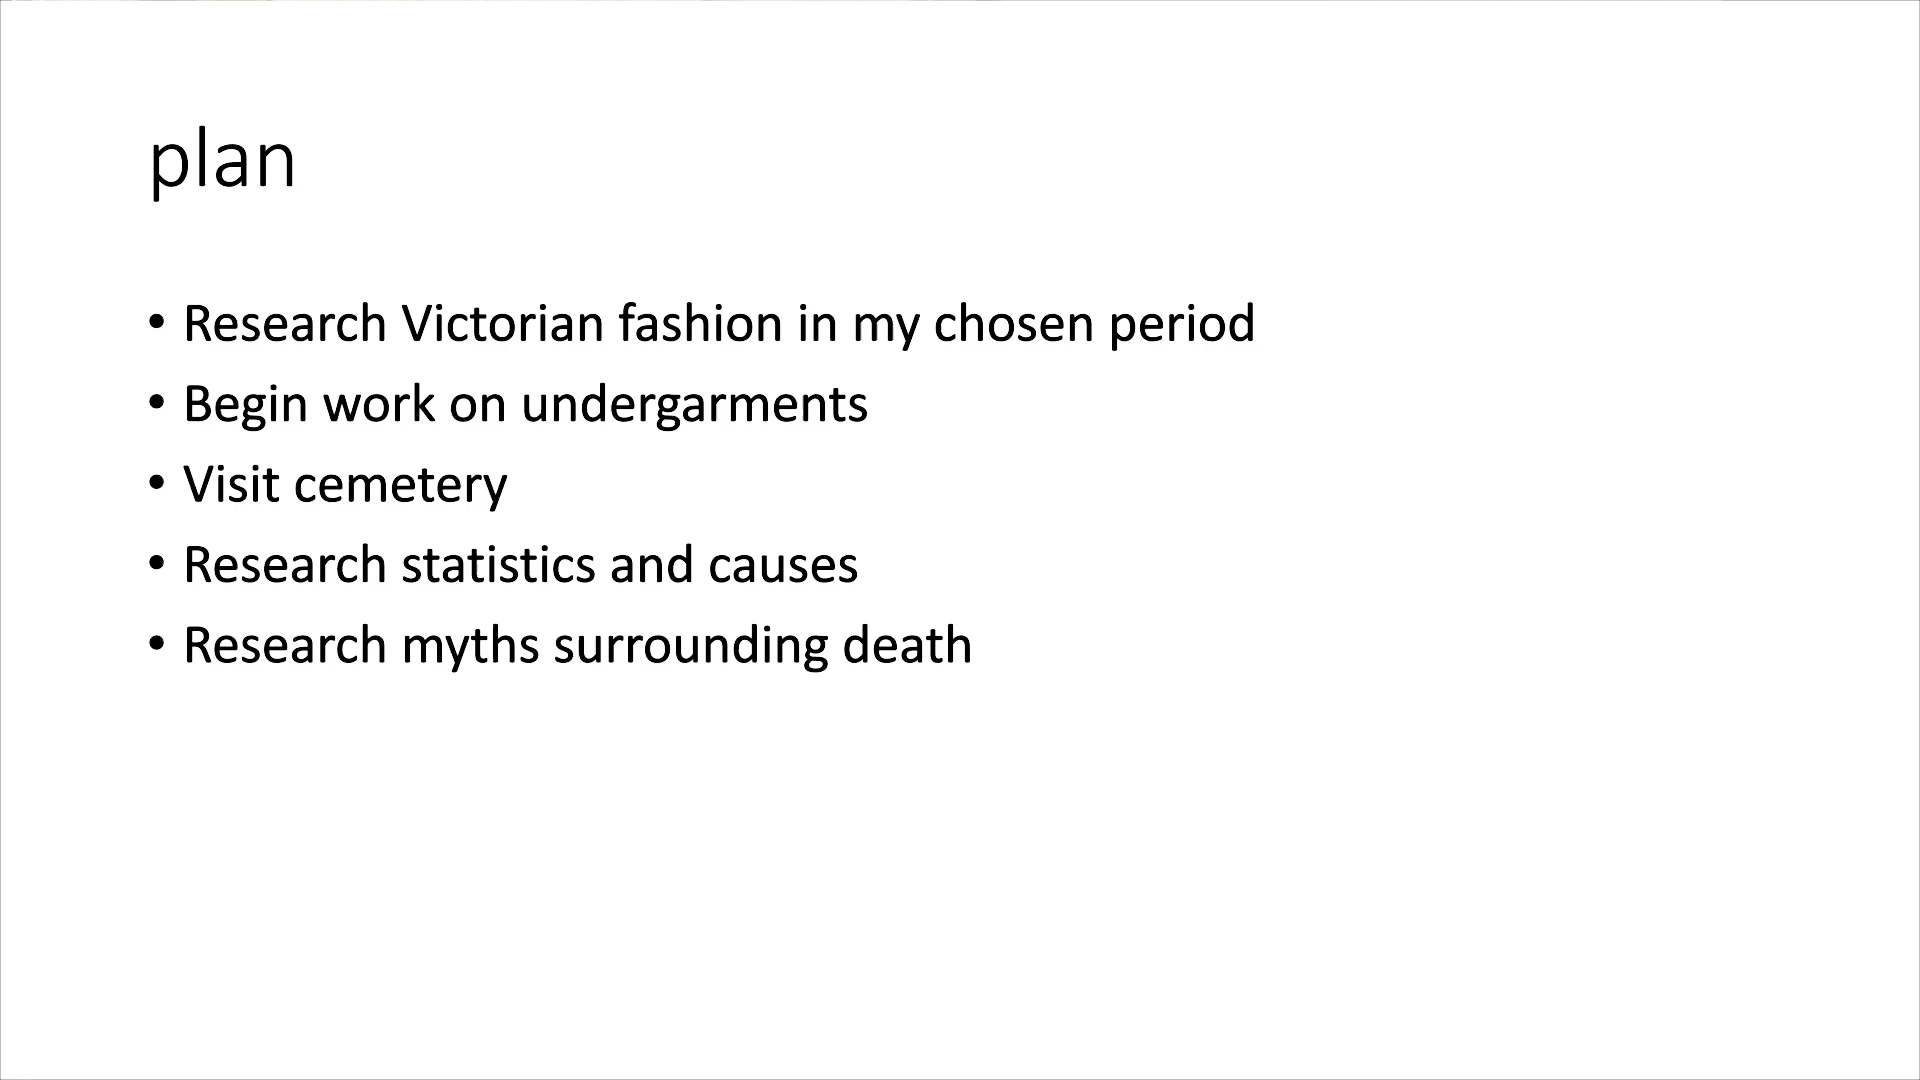 plan
• Research Victorian fashion in my chosen period
• Begin work on undergarments
• Visit cemetery
• Research statistics and causes
• Research myths surrounding death